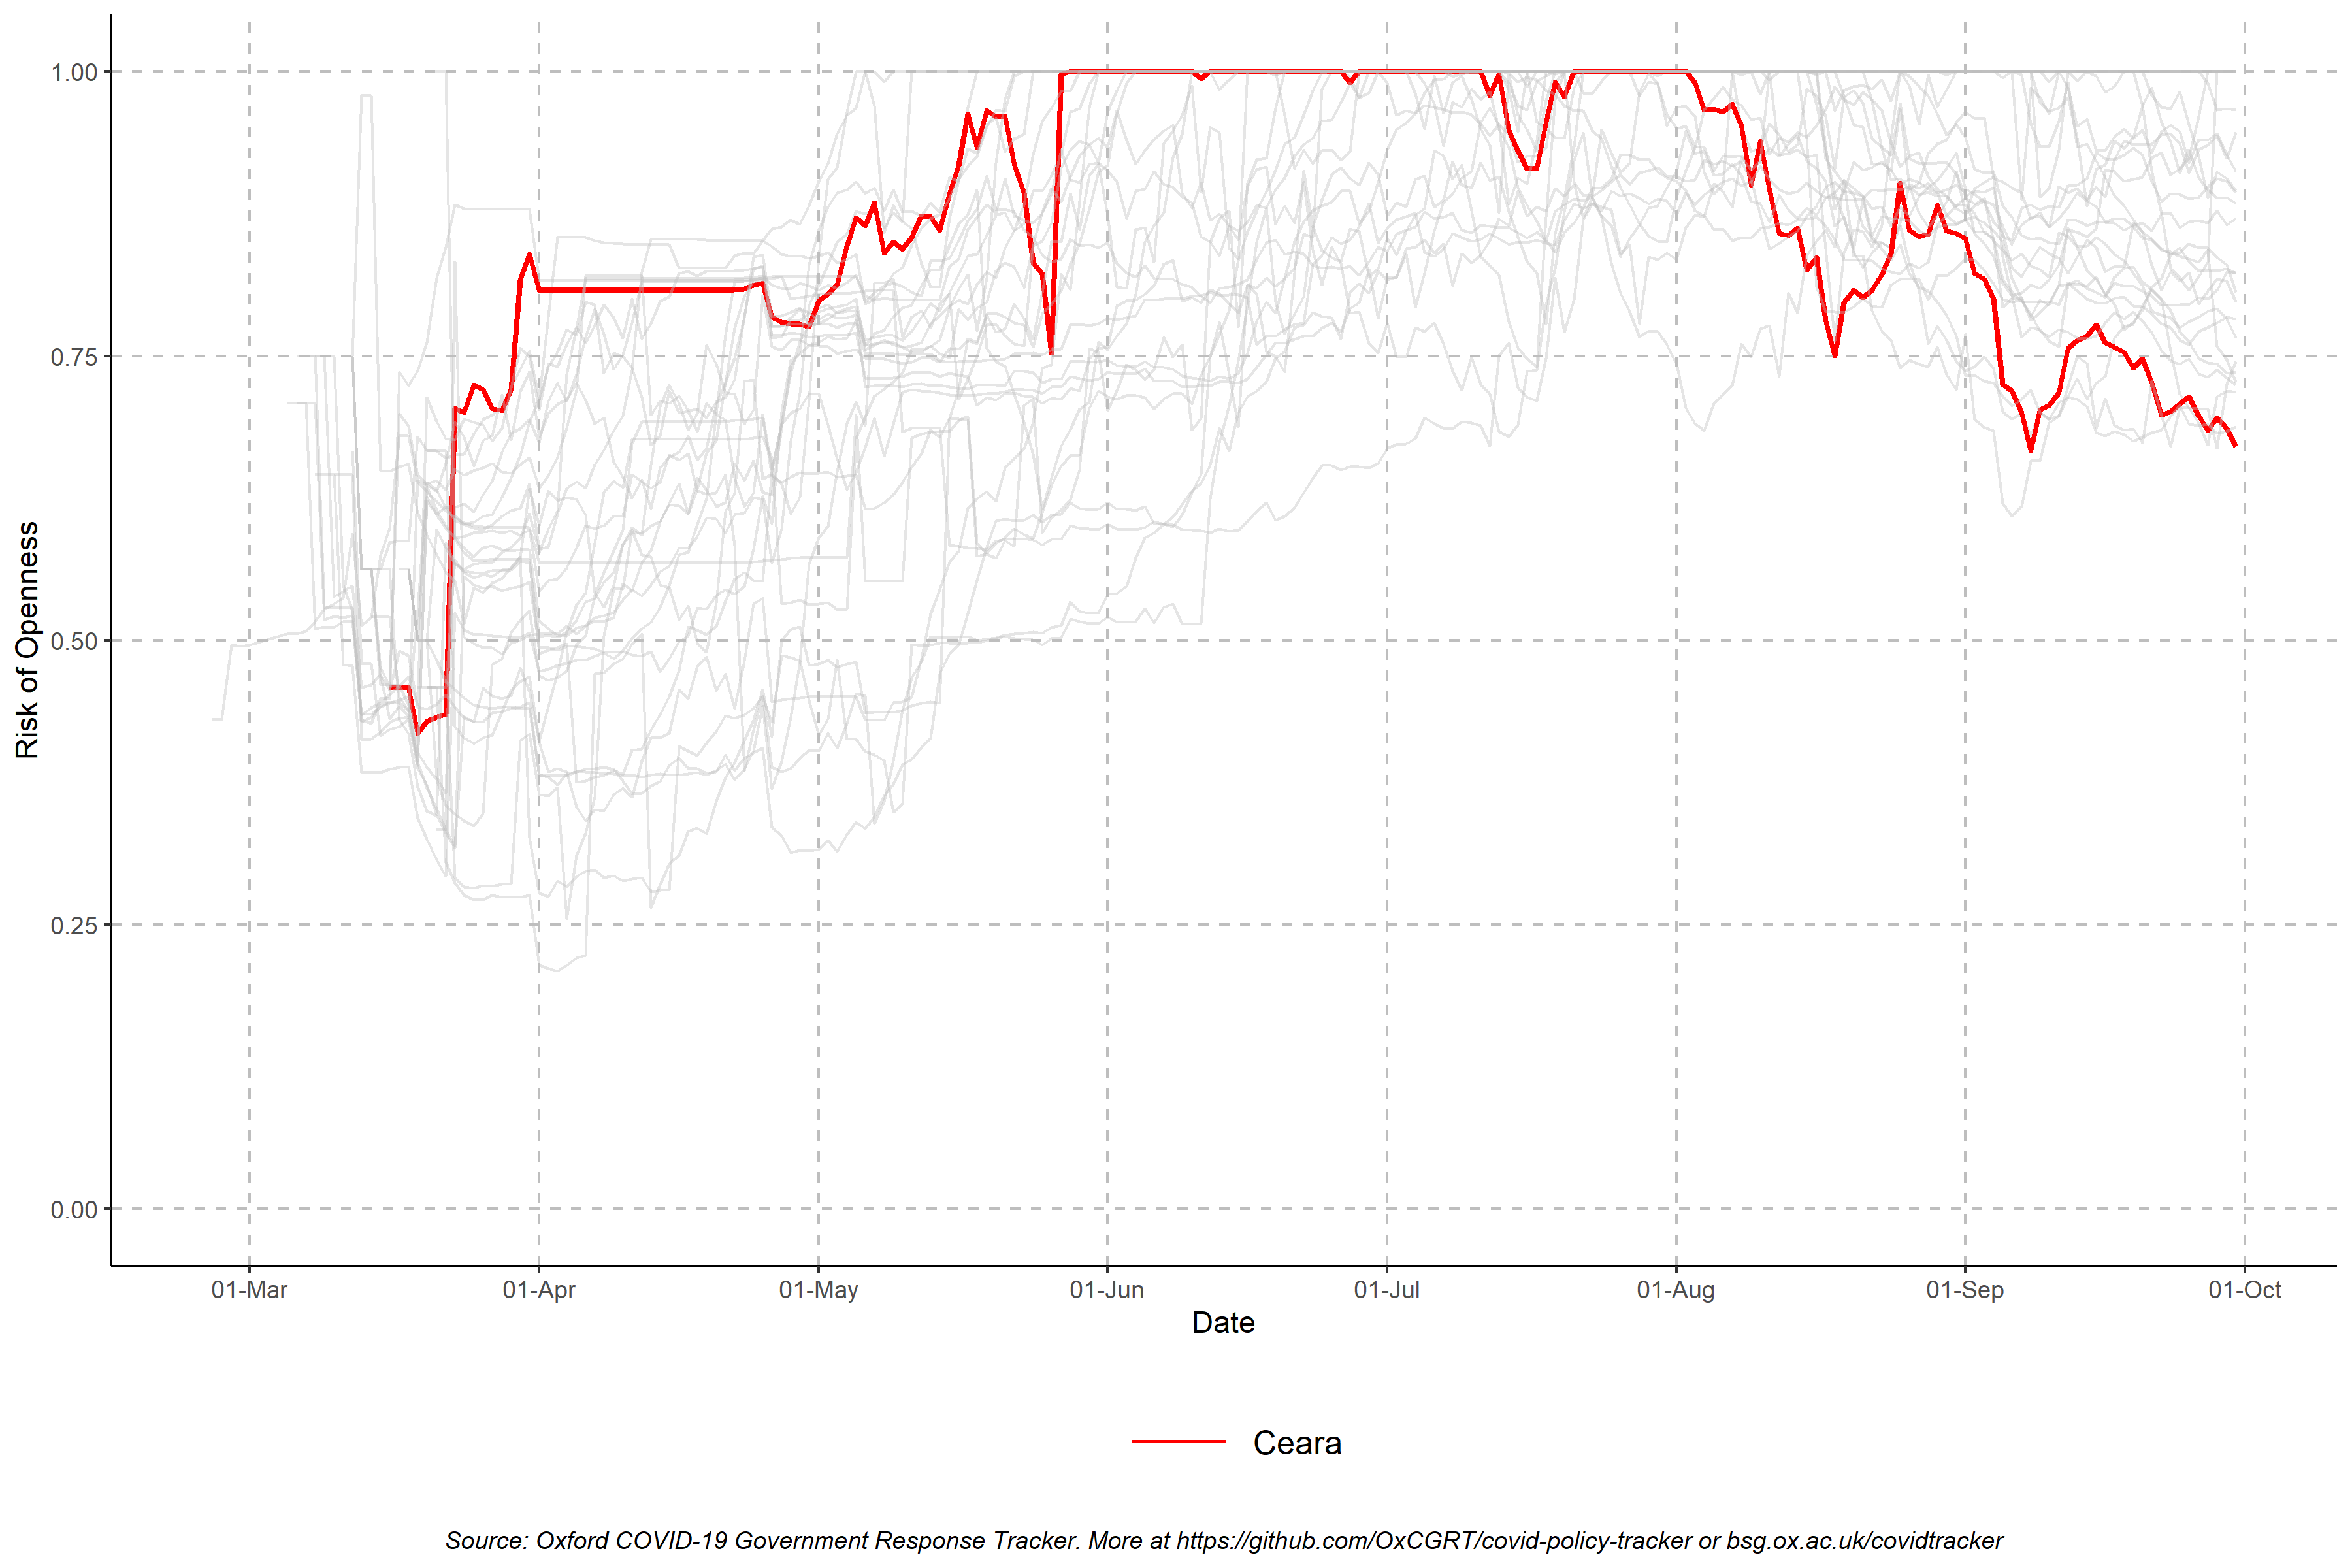 1.00
0.75
0.50
0.25
0.00
Risk of Openness
01-Mar 01-Apr 01-May 01-Jun 01-Jul 01-Aug 01-Sep 01-Oct
Date
Ceara
Source: Oxford COVID-19 Government Response Tracker. More at https://github.com/OxCGRT/covid-policy-tracker or bsg.ox.ac.uk/covidtracker